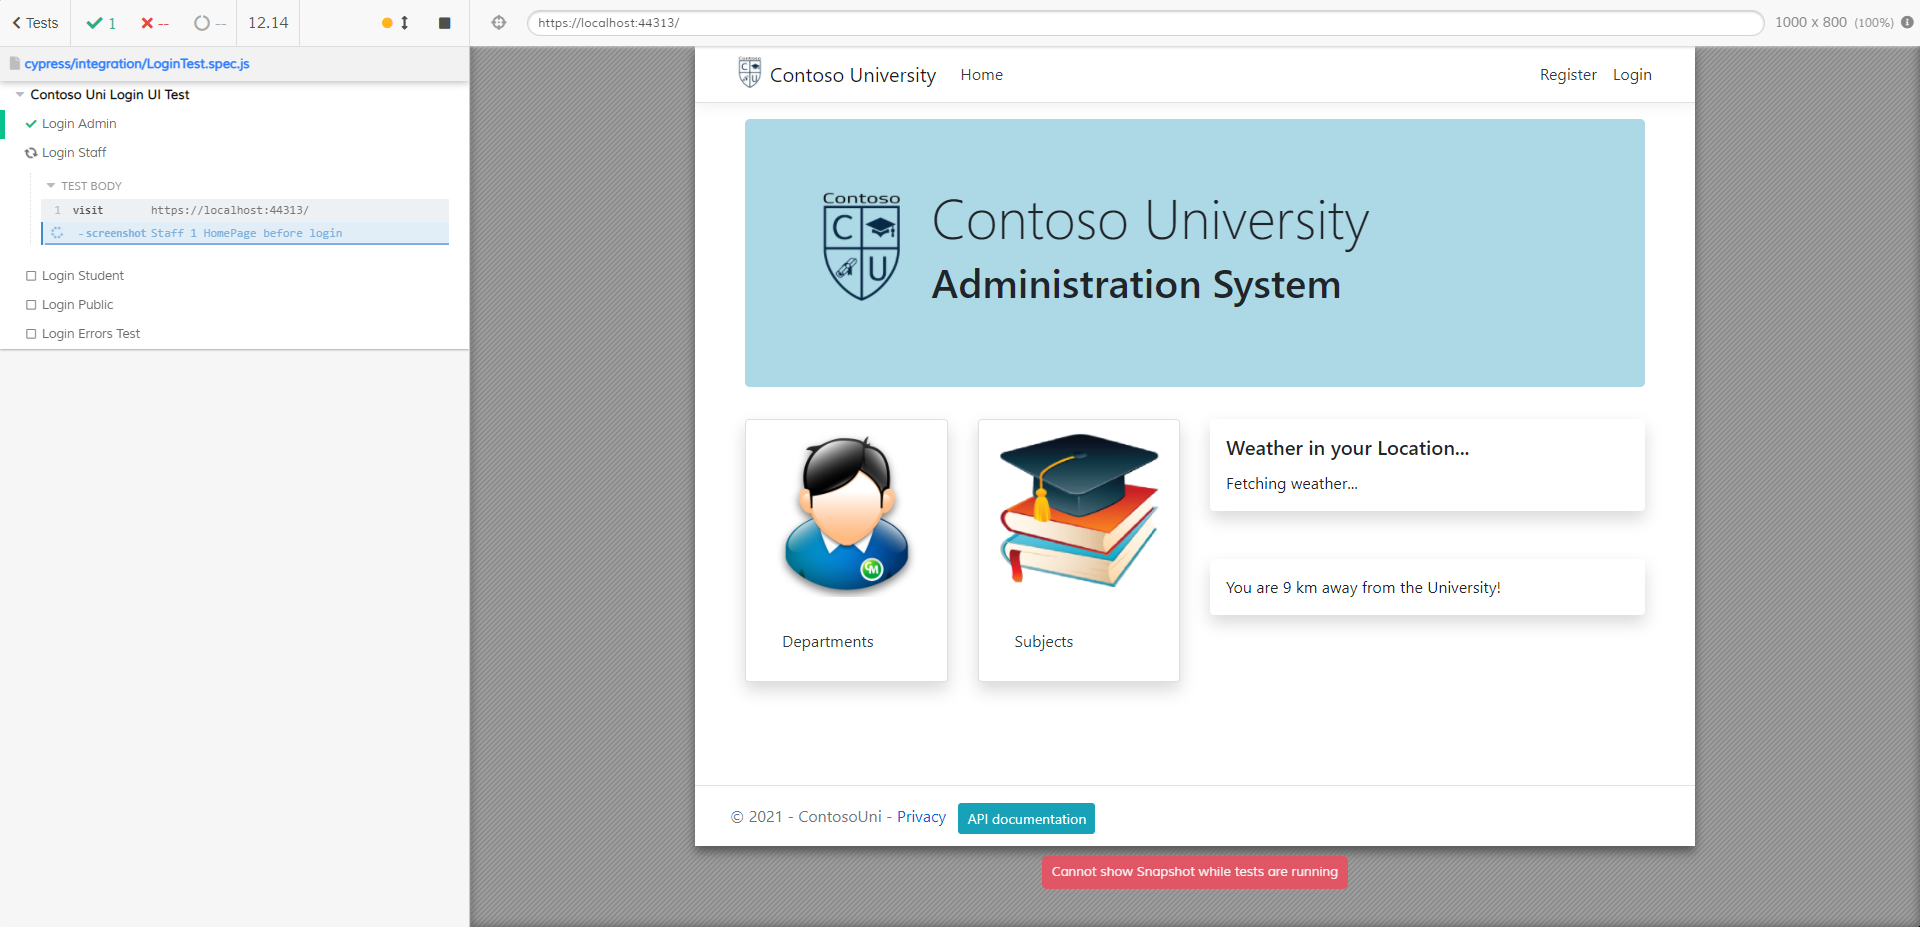 Tests 1 -- -- 12.14
https://localhost:44313/ 1000 x 800 (100%)
cypress/integration/LoginTest.spec.js
Contoso Uni Login UI Test
Login Admin
Login Staff
TEST BODY
1 visit https://localhost:44313/
-screenshot Staff 1 HomePage before login
Login Student
Login Public
Login Errors Test
Contoso University Home Register Login
Contoso
C
U
Contoso University
Administration System
Weather in your Location...
Fetching weather...
You are 9 km away from the University!
CM
Departments
Subjects
© 2021 - ContosoUni - Privacy API documentation
Cannot show Snapshot while tests are running